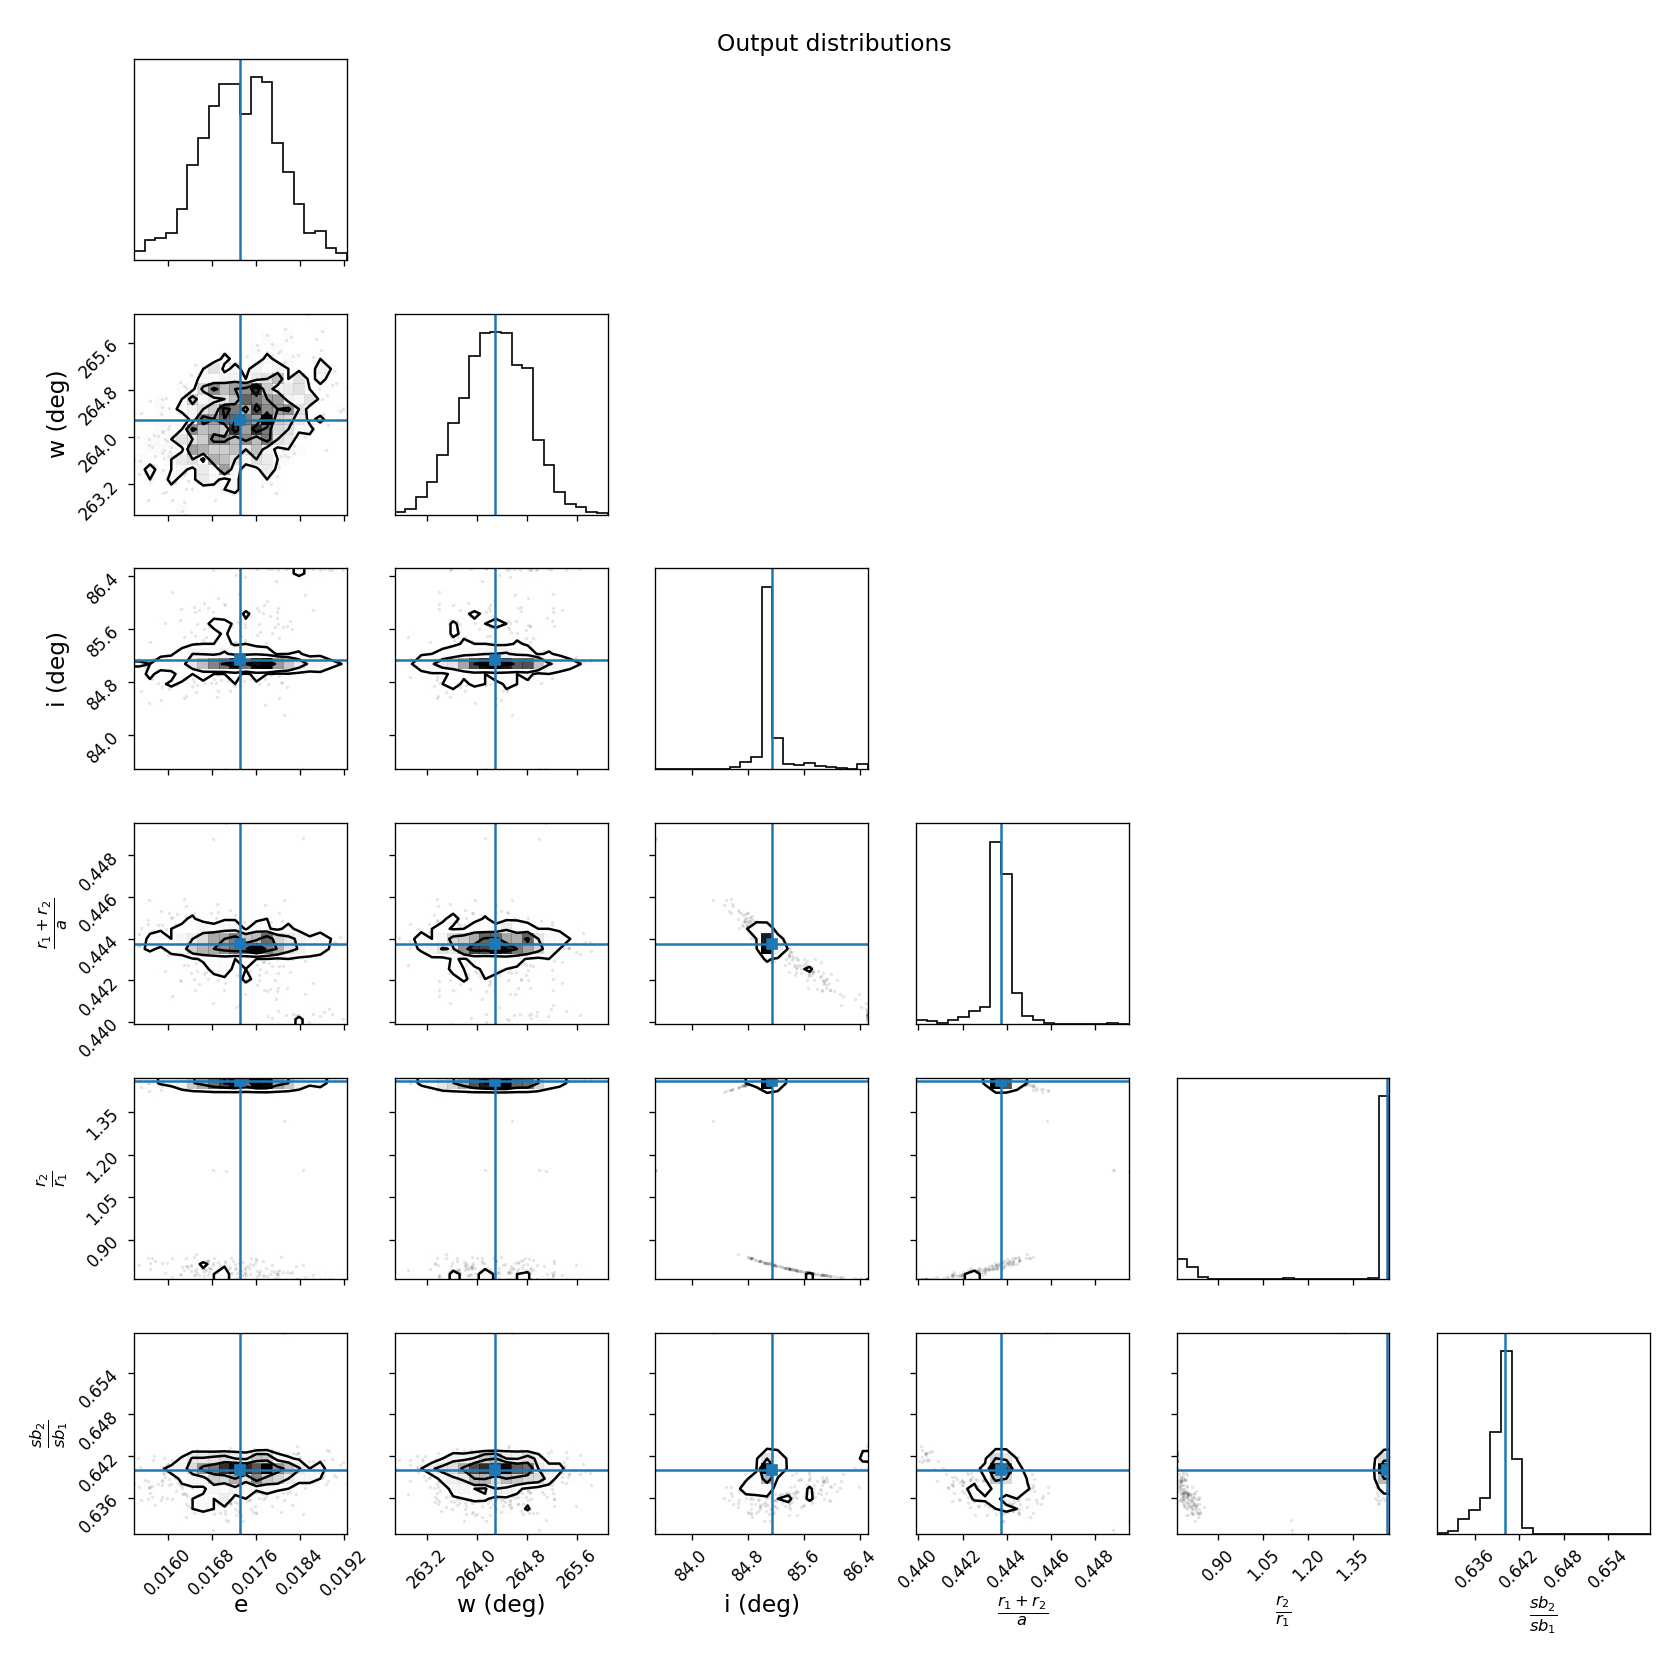 Output distributions
w (deg)
265.6
264.8
264.0
263.2
i (deg)
86.4
85.6
84.8
84.0
r₁ + r₂
a
0.448
0.446
0.444
0.442
0.440
r₂
r₁
1.35
1.20
1.05
0.90
sb₂
sb₁
0.654
0.648
0.642
0.636
0.0160 0.0168 0.0176 0.0184 0.0192
e
263.2 264.0 264.8 265.6
w (deg)
84.0 84.8 85.6 86.4
i (deg)
0.440 0.442 0.444 0.446 0.448
r₁ + r₂
a
0.90 1.05 1.20 1.35
r₂
r₁
0.636 0.642 0.648 0.654
sb₂
sb₁